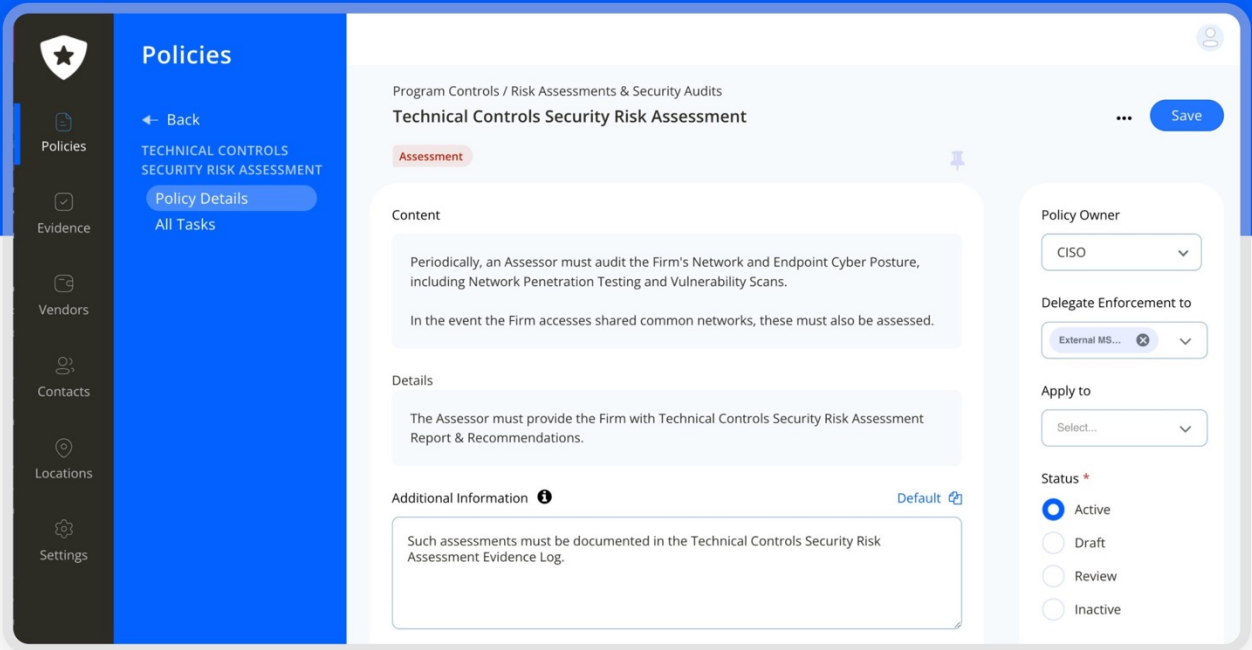 Policies
Evidence
Vendors
Contacts
Locations
Settings
Policies
Back
TECHNICAL CONTROLS
SECURITY RISK ASSESSMENT
Policy Details
All Tasks
Program Controls / Risk Assessments & Security Audits
Technical Controls Security Risk Assessment
... Save
Assessment
Content
Periodically, an Assessor must audit the Firm's Network and Endpoint Cyber Posture,
including Network Penetration Testing and Vulnerability Scans.
In the event the Firm accesses shared common networks, these must also be assessed.
Details
The Assessor must provide the Firm with Technical Controls Security Risk Assessment
Report & Recommendations.
Additional Information Default
Such assessments must be documented in the Technical Controls Security Risk
Assessment Evidence Log.
Policy Owner
CISO
Delegate Enforcement to
External MS...
Apply to
Select...
Status *
Active
Draft
Review
Inactive